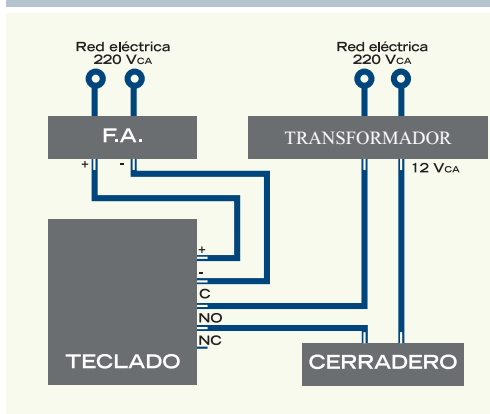 Red eléctrica
220 VCA
Red eléctrica
220 VCA
F.A.
TRANSFORMADOR
+ -
12 VCA
+
-
C
NO
NC
TECLADO
CERRADERO